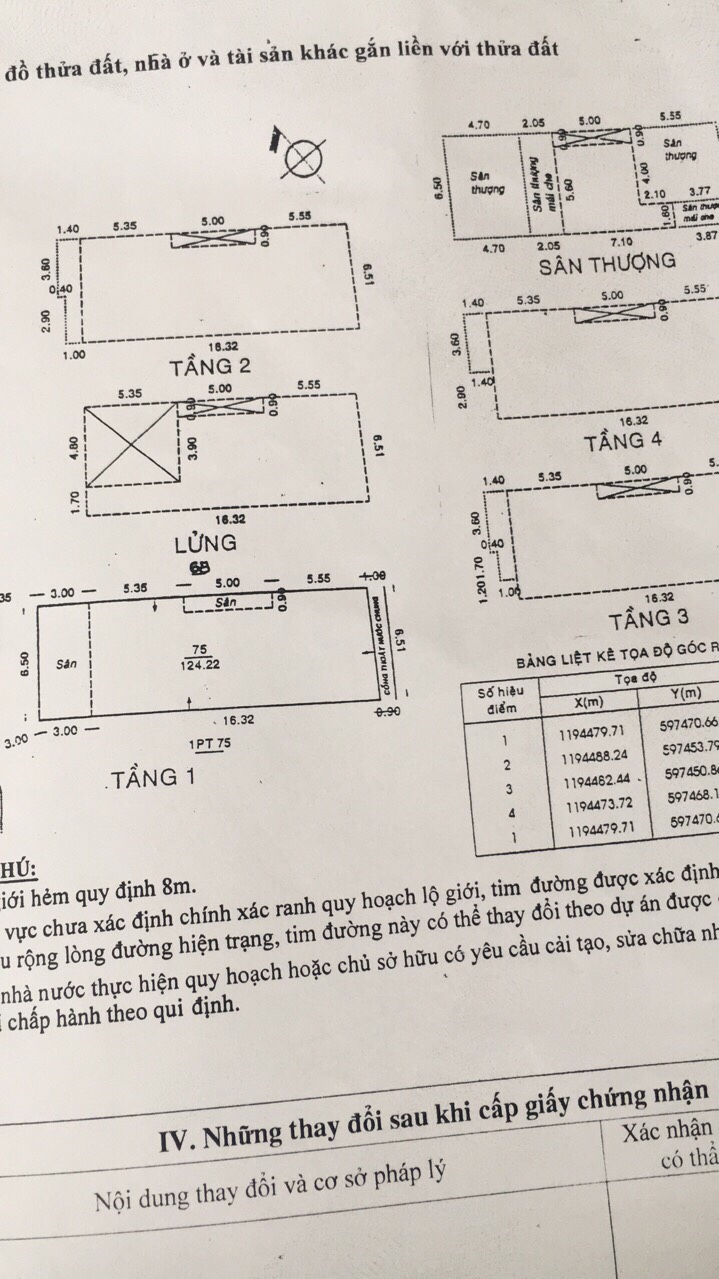 đồ thửa đất, nhà ở và tài sản khác gắn liền với thửa đất
4.70 2.05 5.00 5.55
0.90 0.90
6.50
Sân thượng
Sân thượng mái che
5.60
4.00
Sân thượng
2.10 3.77
1.60
mái che
4.70 2.05 7.10 3.87
SÂN THƯỢNG
1.40 5.35 5.00 5.55
0.90
3.60
0.40
2.90
6.51
1.00
16.32
TẦNG 2
1.40 5.35 5.00 5.55
0.90
3.60
1.40
2.90
16.32
TẦNG 4
5.35 5.00 5.55
0.90 0.90
4.80
3.90
1.70
6.51
16.32
LỬNG
1.40 5.35 5.00
0.90
3.60
0.40
1.70
1.20
1.00
16.32
TẦNG 3
6B
35 3.00 5.35 5.00 5.55 1.00
Sân
0.90
6.50
Sân
75
124.22
CỐNG THOÁT NƯỚC CHUNG
6.51
3.00 3.00 16.32 0.90
1PT 75
TẦNG 1
BẢNG LIỆT KÊ TỌA ĐỘ GÓC R
Số hiệu điểm
Tọa độ
X(m) Y(m)
1 1194479.71 597470.66
2 1194488.24 597453.79
3 1194462.44 597450.8
4 1194473.72 597468.1
1 1194479.71 597470.6
HÚ:
giới hẻm quy định 8m.
vực chưa xác định chính xác ranh quy hoạch lộ giới, tim đường được xác định
u rộng lòng đường hiện trạng, tim đường này có thể thay đổi theo dự án được
nhà nước thực hiện quy hoạch hoặc chủ sở hữu có yêu cầu cải tạo, sửa chữa nh
chấp hành theo qui định.
IV. Những thay đổi sau khi cấp giấy chứng nhận
Nội dung thay đổi và cơ sở pháp lý
Xác nhận
có thẩ